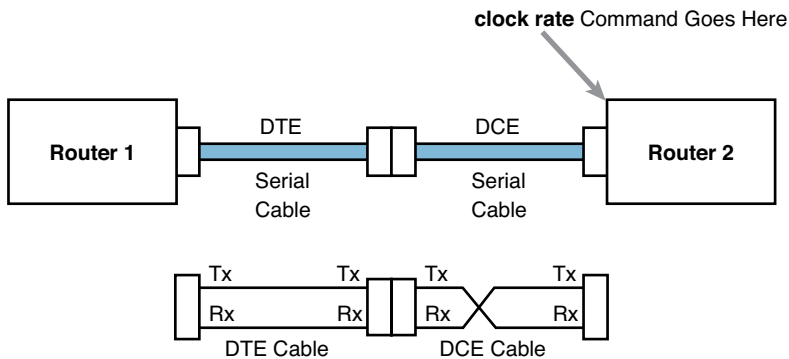 clock rate Command Goes Here
DTE
DCE
Router 1
Router 2
Serial
Cable
Serial
Cable
Tx
Tx
Tx
Tx
Rx
Rx
Rx
Rx
DTE Cable
DCE Cable